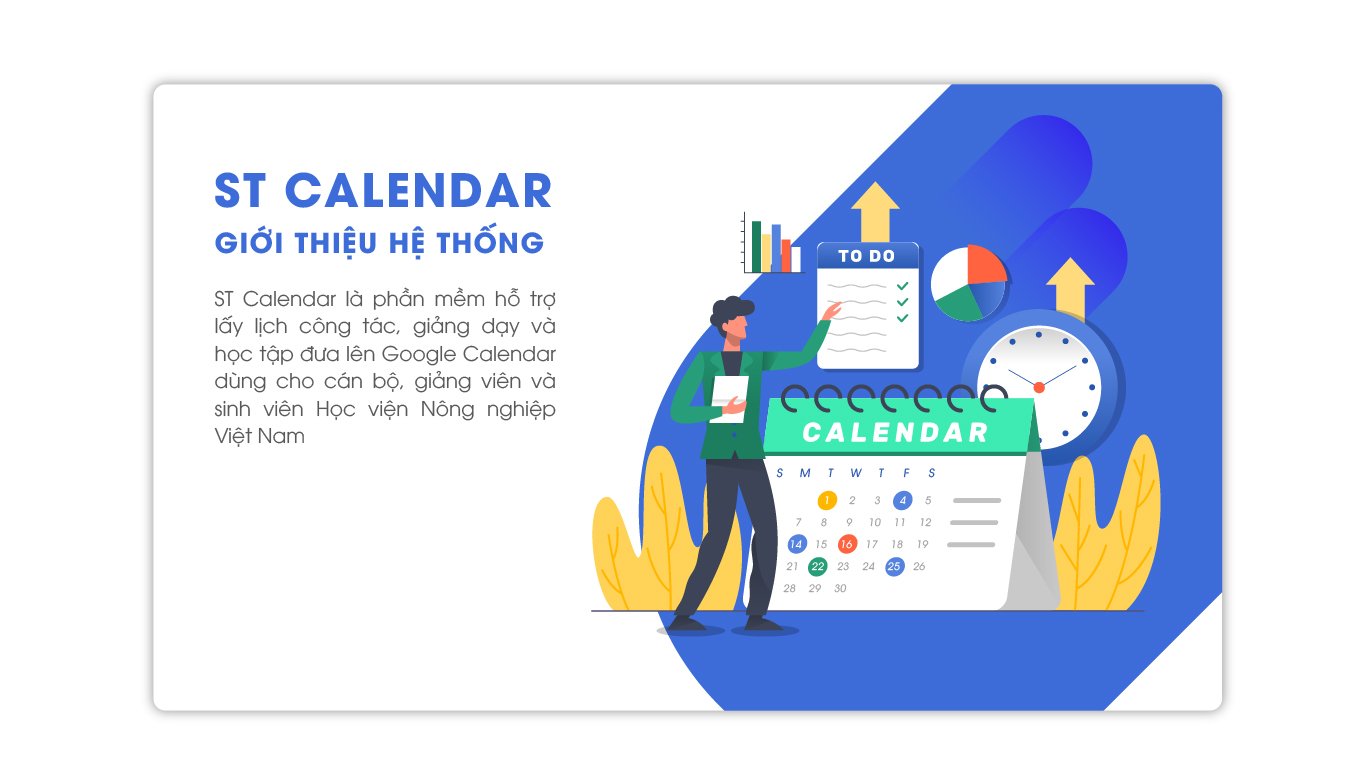 ST CALENDAR
GIỚI THIỆU HỆ THỐNG
ST Calendar là phần mềm hỗ trợ
lấy lịch công tác, giảng dạy và
học tập đưa lên Google Calendar
dùng cho cán bộ, giảng viên và
sinh viên Học viện Nông nghiệp
Việt Nam
TO DO
CALENDAR
S M T W T F S
1 2 3 4 5
7 8 9 10 11 12
14 15 16 17 18 19
21 22 23 24 25 26
28 29 30